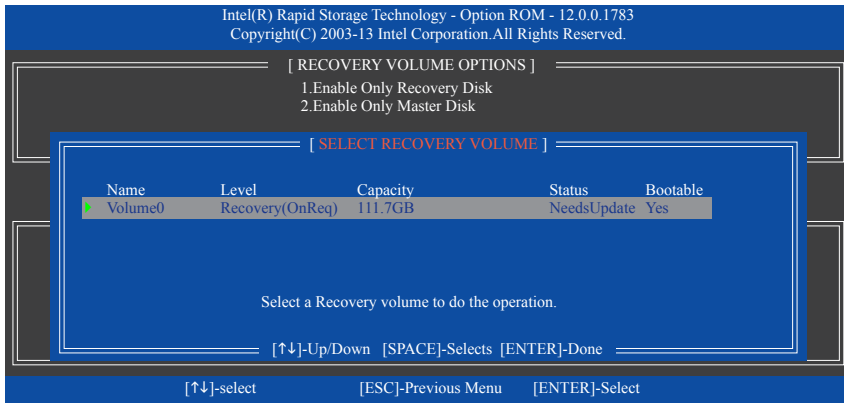 Intel(R) Rapid Storage Technology - Option ROM - 12.0.0.1783
Copyright(C) 2003-13 Intel Corporation.All Rights Reserved.
[ RECOVERY VOLUME OPTIONS ]
1.Enable Only Recovery Disk
2.Enable Only Master Disk
[ SELECT RECOVERY VOLUME ]
Name Level Capacity Status Bootable
Volume0 Recovery(OnReq) 111.7GB NeedsUpdate Yes
Select a Recovery volume to do the operation.
[↑↓]-Up/Down [SPACE]-Selects [ENTER]-Done
[↑↓]-select [ESC]-Previous Menu [ENTER]-Select